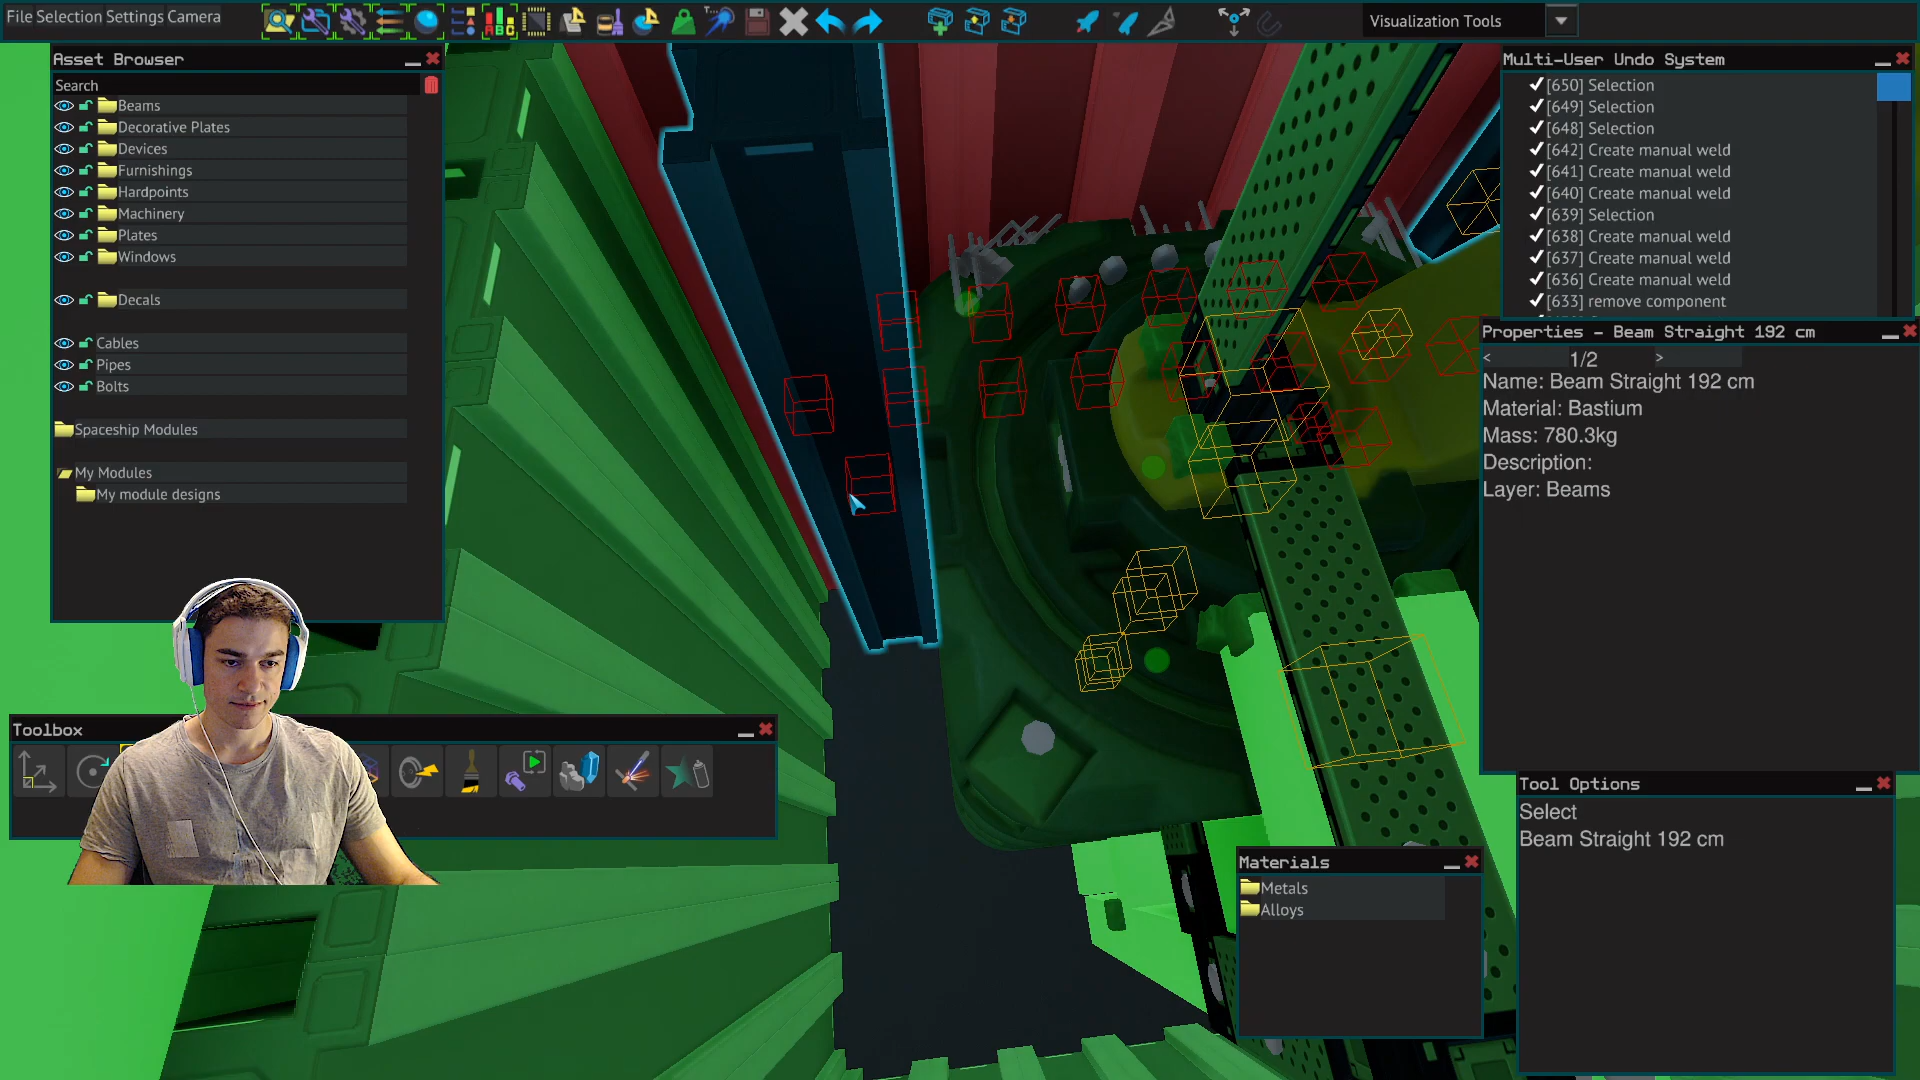 File Selection Settings Camera
ABC
Visualization Tools
Asset Browser
Search
Beams
Decorative Plates
Devices
Furnishings
Hardpoints
Machinery
Plates
Windows
Decals
Cables
Pipes
Bolts
Spaceship Modules
My Modules
My module designs
Multi-User Undo System
[650] Selection
[649] Selection
[648] Selection
[642] Create manual weld
[641] Create manual weld
[640] Create manual weld
[639] Selection
[638] Create manual weld
[637] Create manual weld
[636] Create manual weld
[633] remove component
Properties - Beam Straight 192 cm
< 1/2 >
Name: Beam Straight 192 cm
Material: Bastium
Mass: 780.3kg
Description:
Layer: Beams
Toolbox
Tool Options
Select
Beam Straight 192 cm
Materials
Metals
Alloys